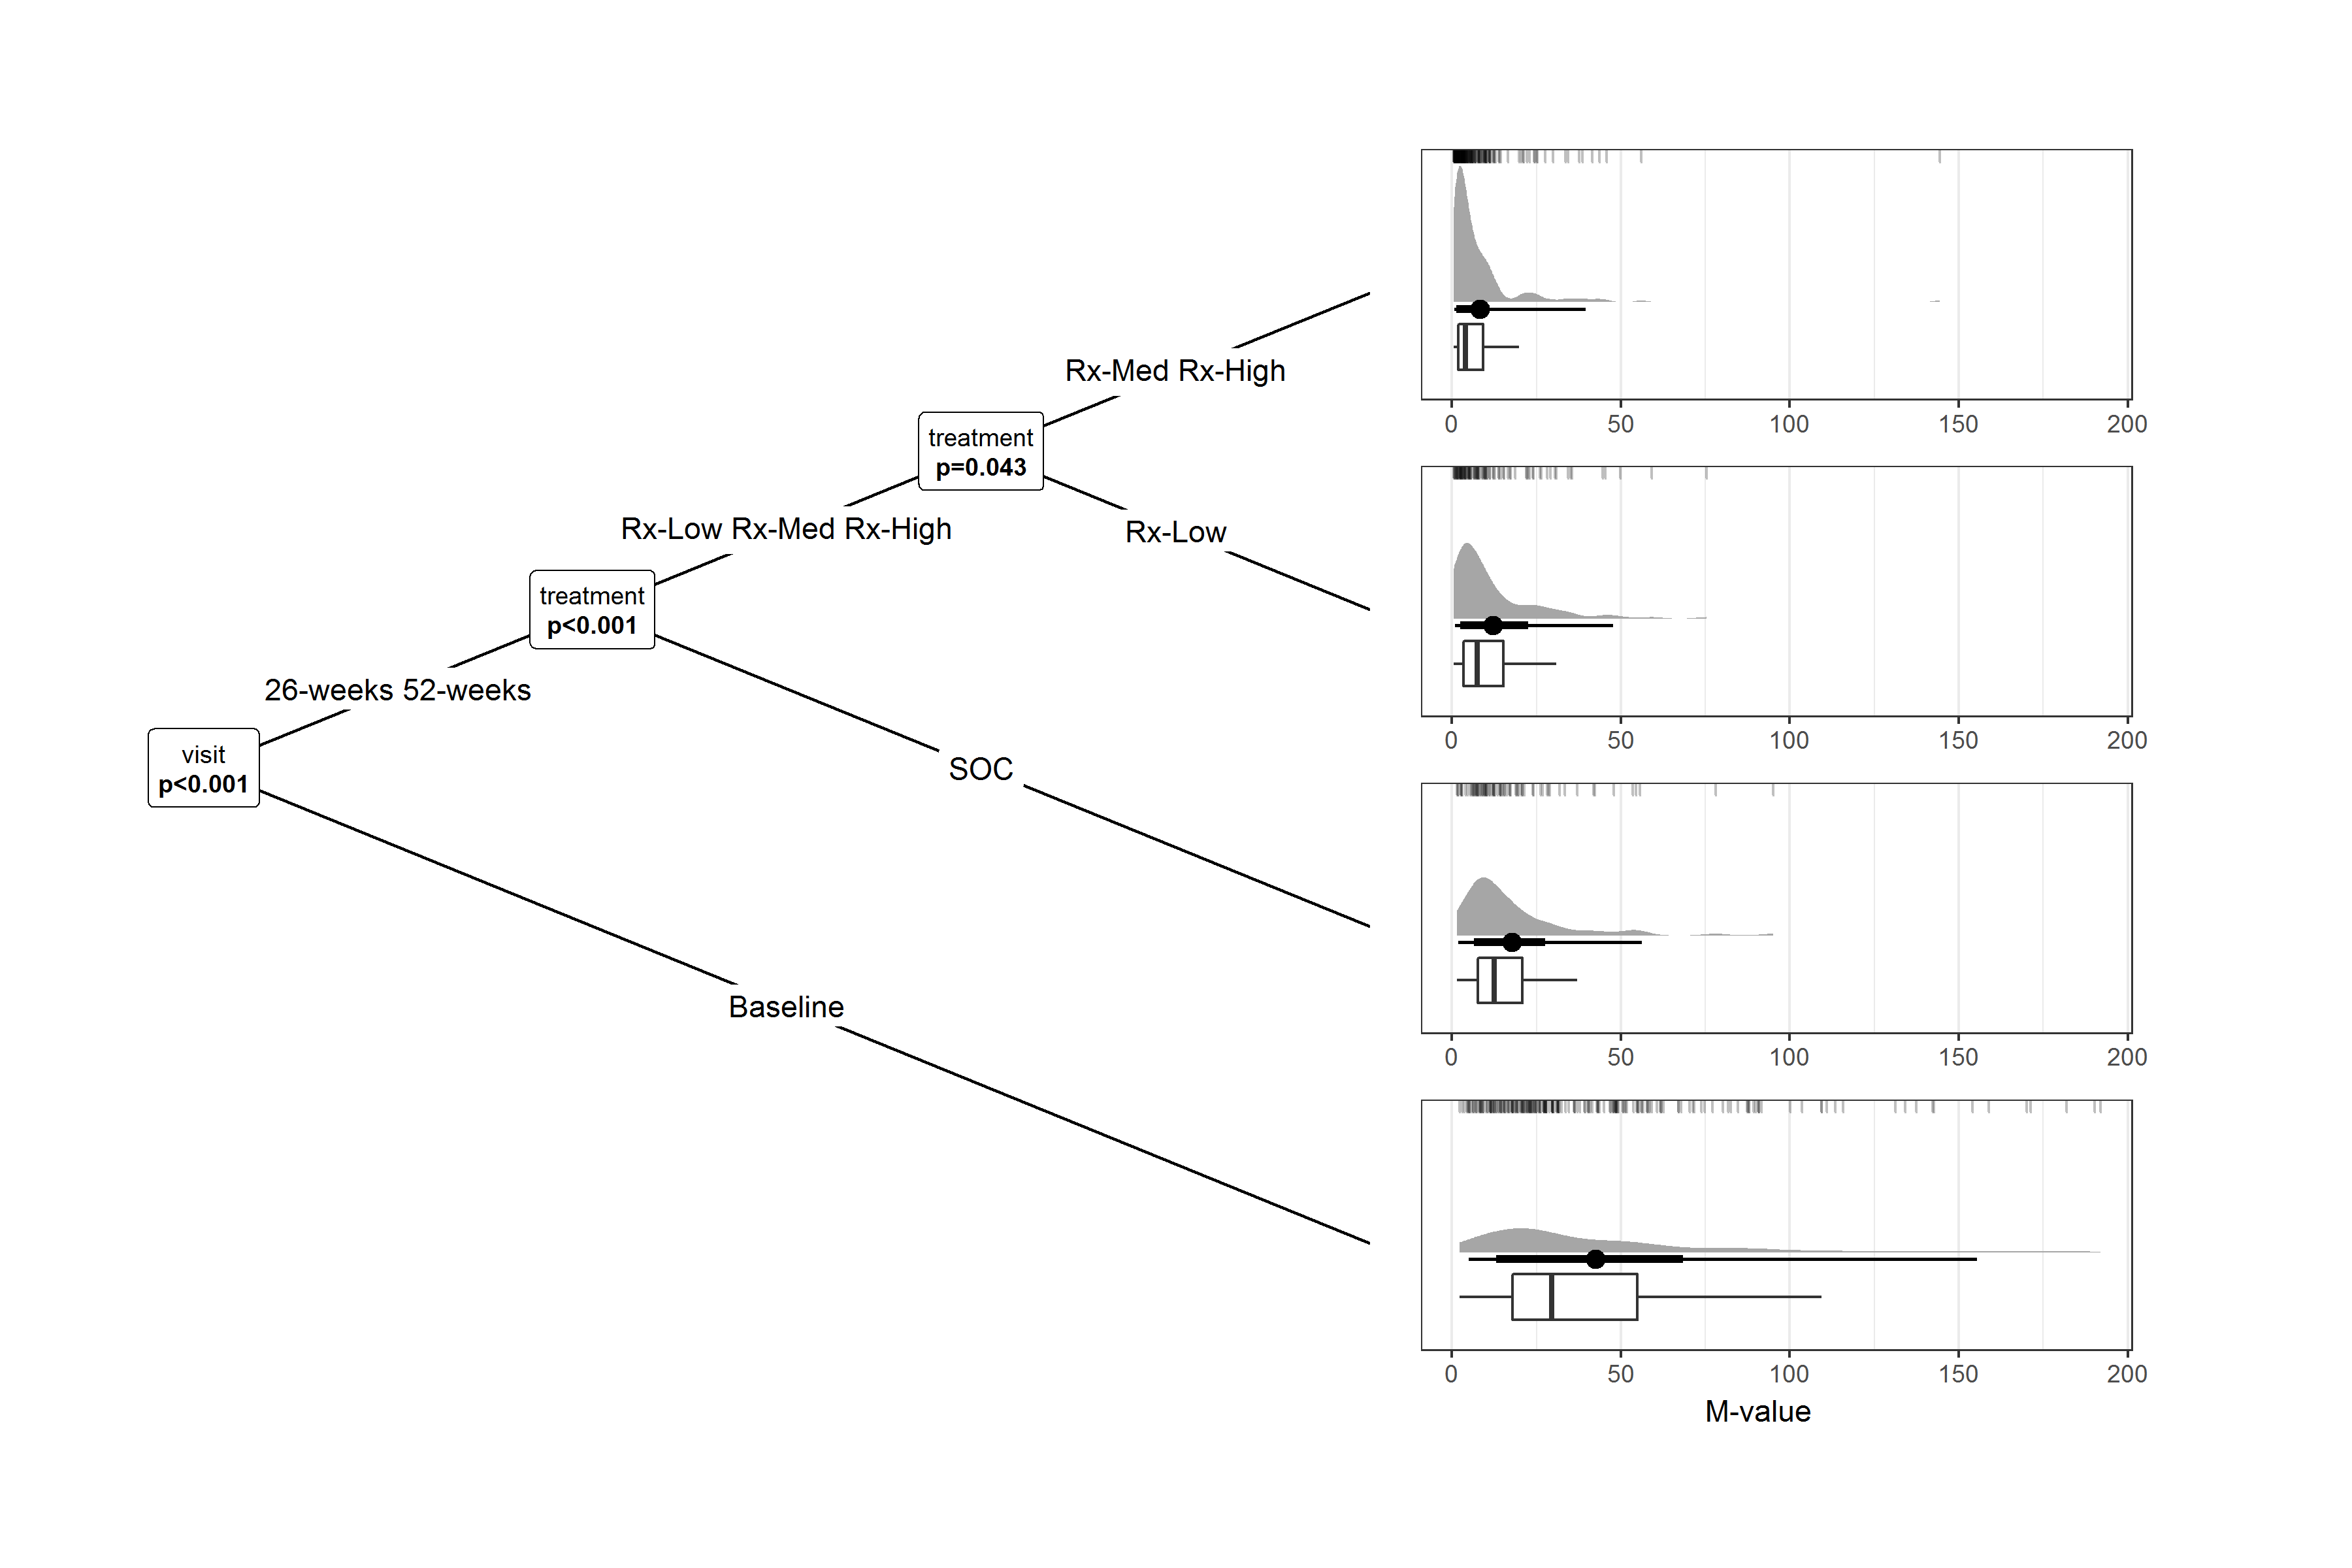 0 50 100 150 200
Rx-Med Rx-High
treatment
p=0.043
Rx-Low Rx-Med Rx-High
Rx-Low
treatment
p<0.001
0 50 100 150 200
26-weeks 52-weeks
visit
p<0.001
SOC
0 50 100 150 200
Baseline
0 50 100 150 200
M-value